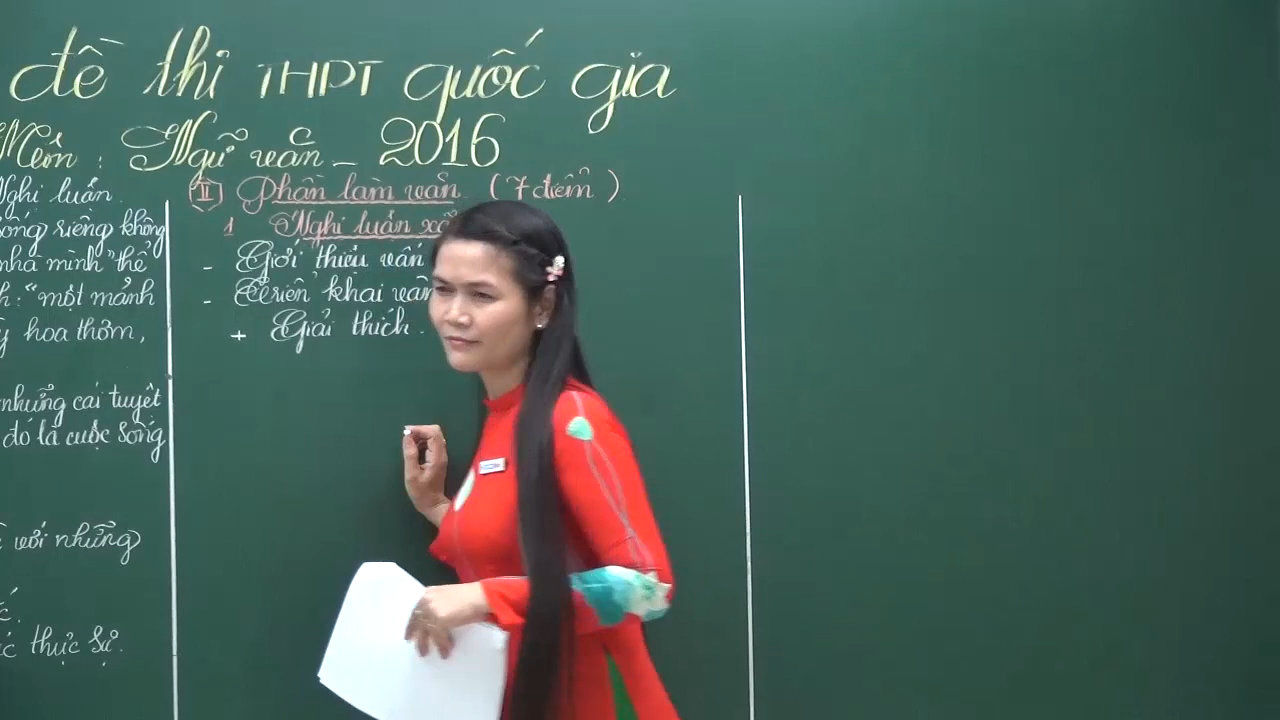 đề thi THPT quốc gia
Môn : Ngữ văn - 2016
Nghị luận.
sống riêng không
nhà mình" thể
"một mảnh
hoa thơm,
những cái tuyệt
đó là cuộc sống
với những
thực sự.
II Phần làm văn (7 điểm)
1 Nghị luận xã
- Giới thiệu vấn
- Triển khai vấn
+ Giải thích.